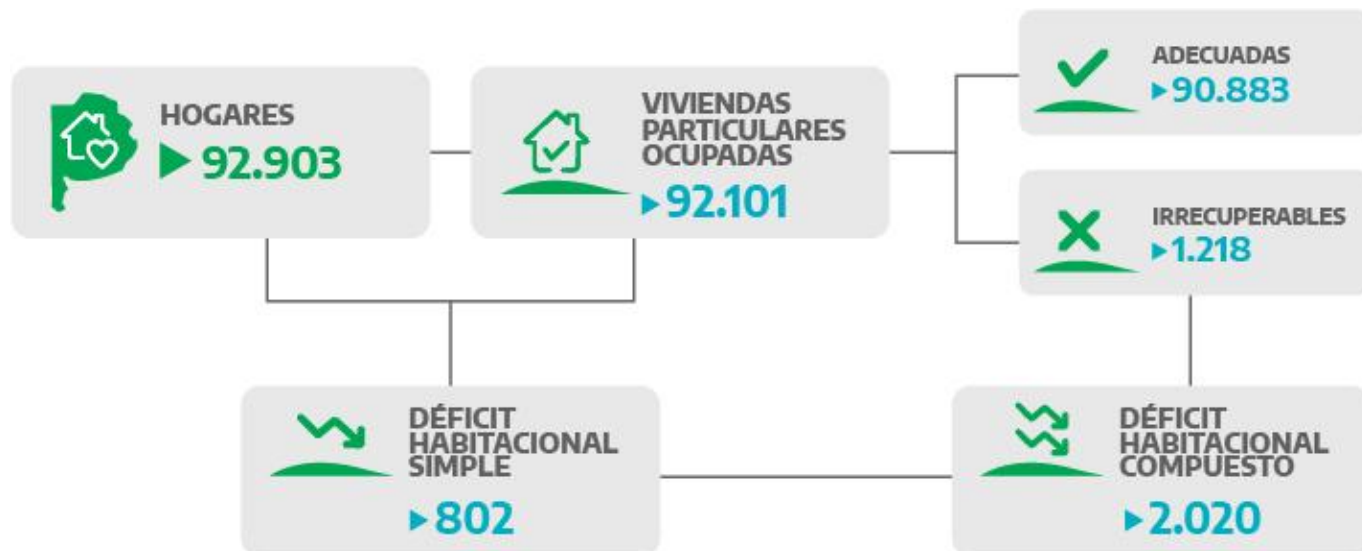 HOGARES
92.903
VIVIENDAS
PARTICULARES
OCUPADAS
92.101
ADECUADAS
90.883
IRRECUPERABLES
1.218
DÉFICIT
HABITACIONAL
SIMPLE
802
DÉFICIT
HABITACIONAL
COMPUESTO
2.020